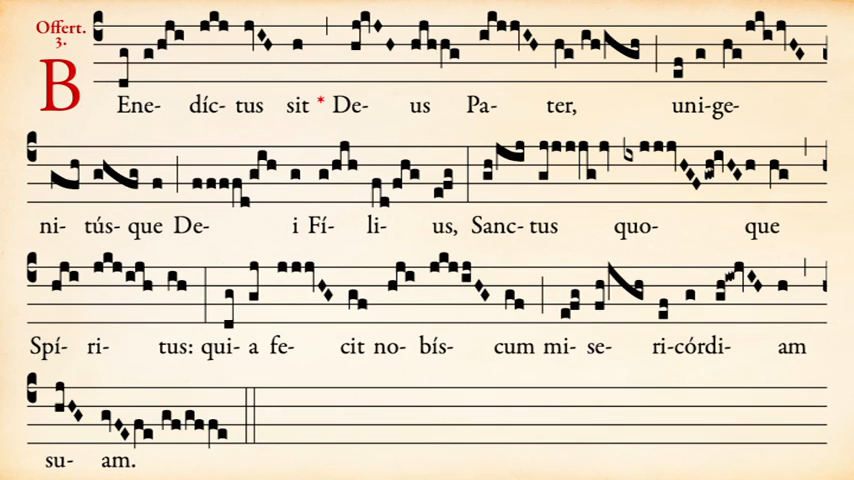 Offert.
3.
BEne- díc- tus sit * De- us Pa- ter, uni-ge-
ni- tús- que De- i Fí- li- us, Sanc- tus quo- que
Spí- ri- tus: qui- a fe- cit no- bís- cum mi- se- ri-córdi- am
su- am.